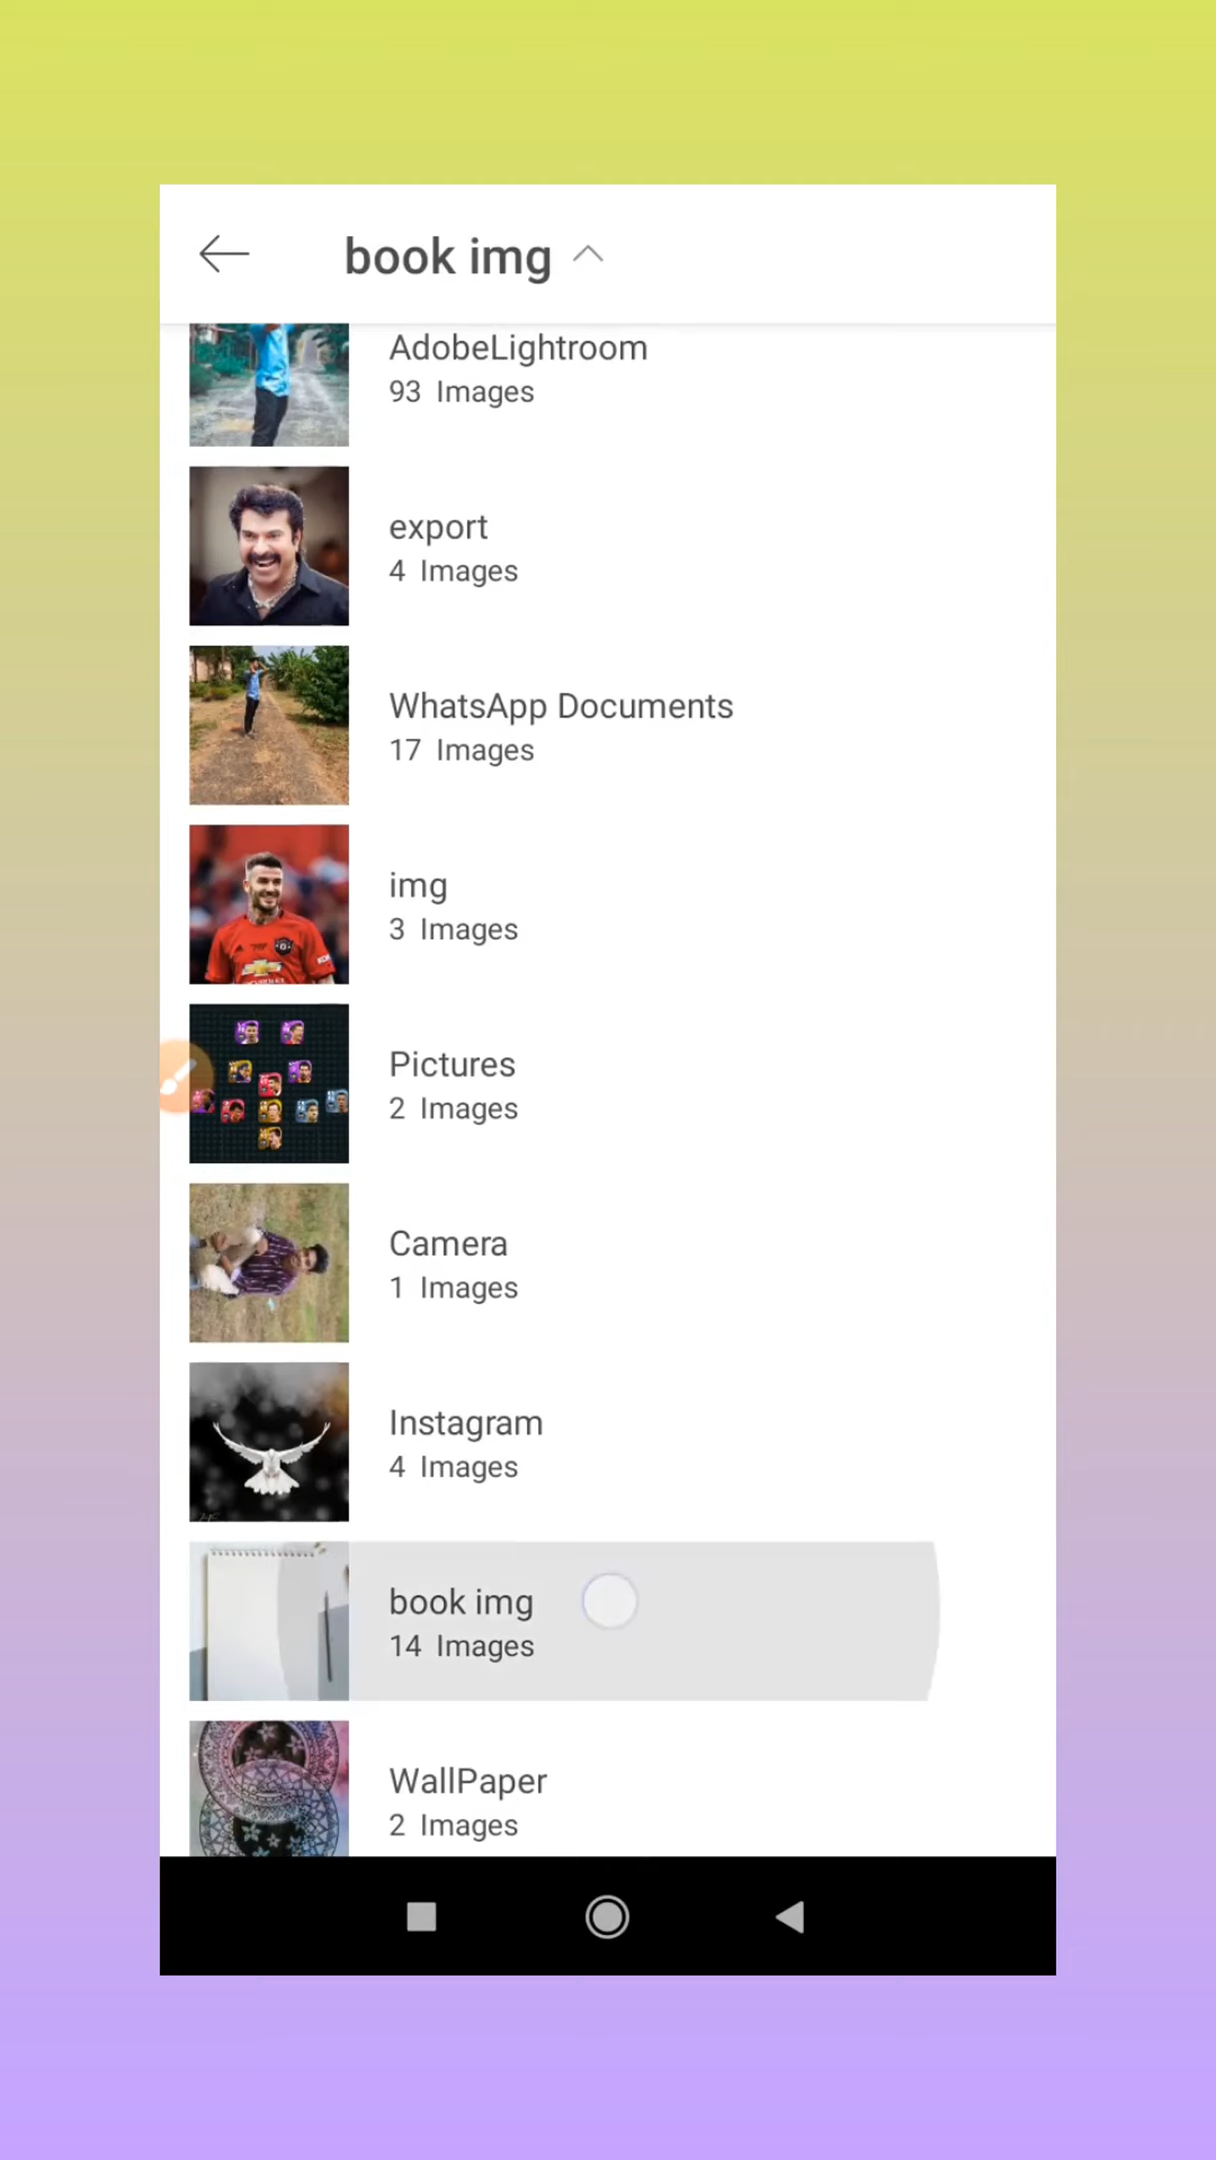 book img
AdobeLightroom
93 Images
export
4 Images
WhatsApp Documents
17 Images
img
3 Images
Pictures
2 Images
Camera
1 Images
Instagram
4 Images
book img
14 Images
WallPaper
2 Images